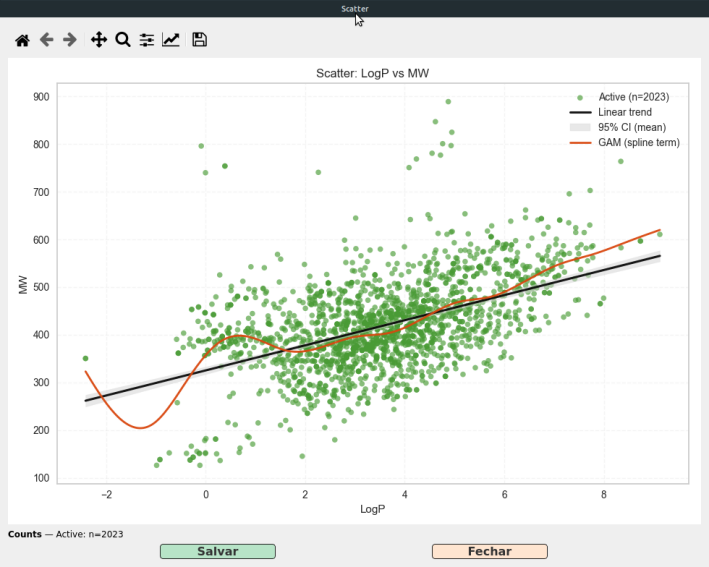 Scatter
Scatter: LogP vs MW
Active (n=2023)
Linear trend
95% CI (mean)
GAM (spline term)
MW
900
800
700
600
500
400
300
200
100
−2
0
2
4
6
8
LogP
Counts — Active: n=2023
Salvar
Fechar